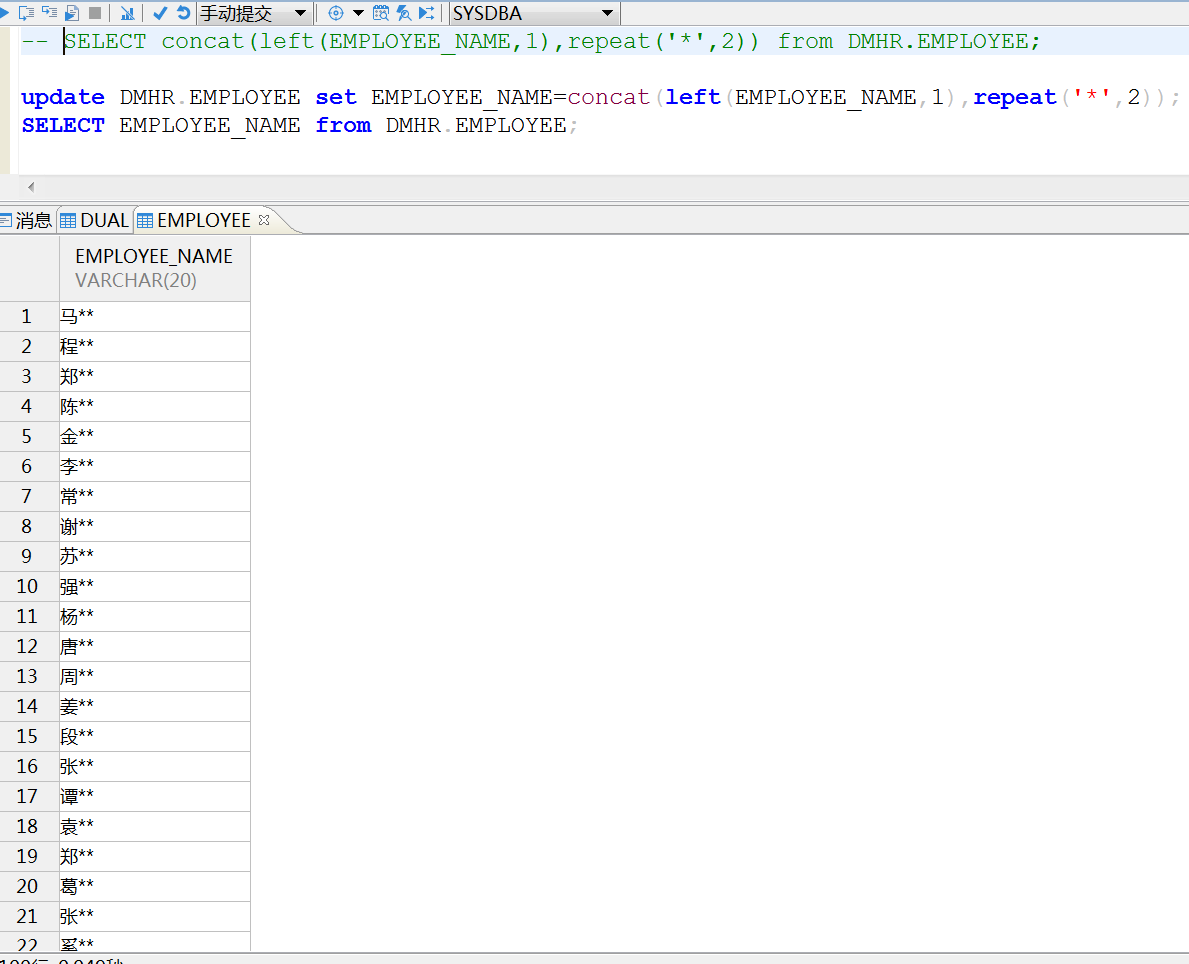 手动提交 SYSDBA
-- SELECT concat(left(EMPLOYEE_NAME,1),repeat('*',2)) from DMHR.EMPLOYEE;
update DMHR.EMPLOYEE set EMPLOYEE_NAME=concat(left(EMPLOYEE_NAME,1),repeat('*',2));
SELECT EMPLOYEE_NAME from DMHR.EMPLOYEE;
消息 DUAL EMPLOYEE
EMPLOYEE_NAME
VARCHAR(20)
1 马**
2 程**
3 郑**
4 陈**
5 金**
6 李**
7 常**
8 谢**
9 苏**
10 强**
11 杨**
12 唐**
13 周**
14 姜**
15 段**
16 张**
17 谭**
18 袁**
19 郑**
20 葛**
21 张**
22 **